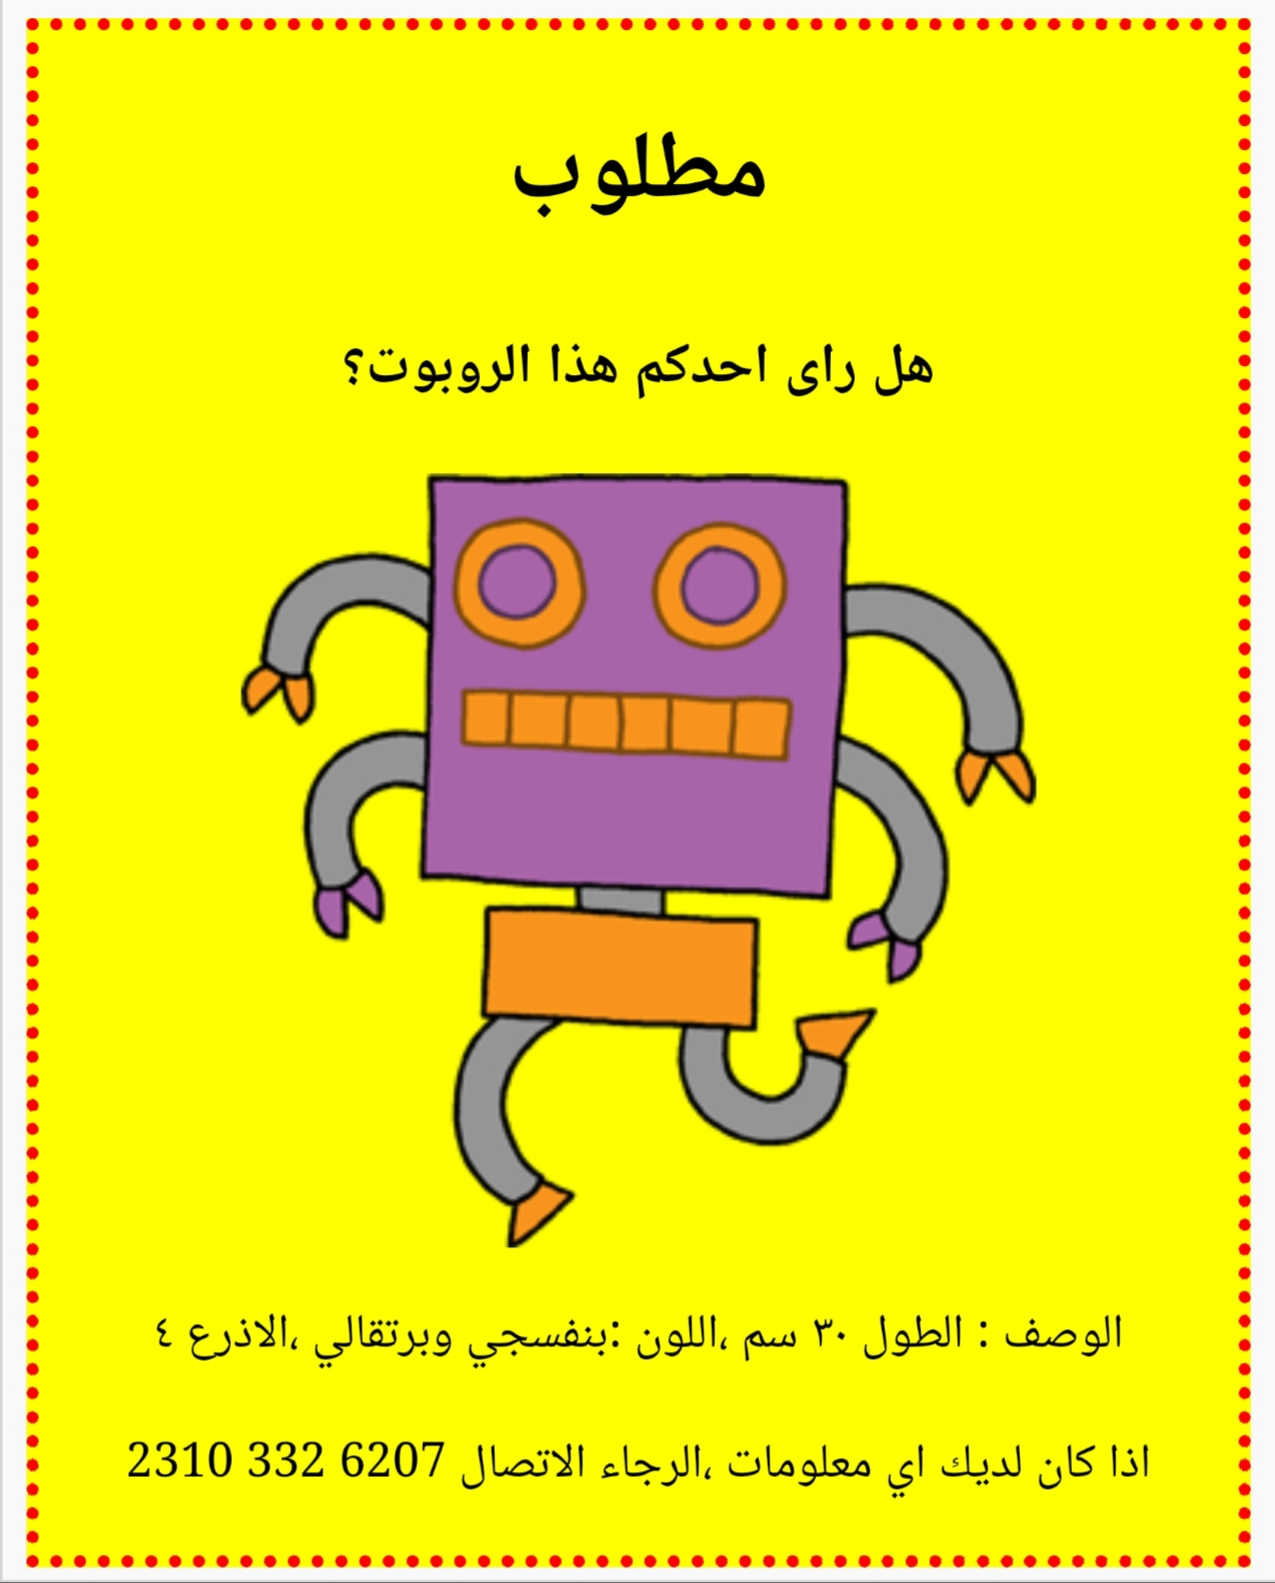 مطلوب
هل راى احدكم هذا الروبوت؟
الوصف : الطول ٣٠ سم ،اللون :بنفسجي وبرتقالي ،الاذرع ٤
اذا كان لديك اي معلومات ،الرجاء الاتصال 6207 332 2310